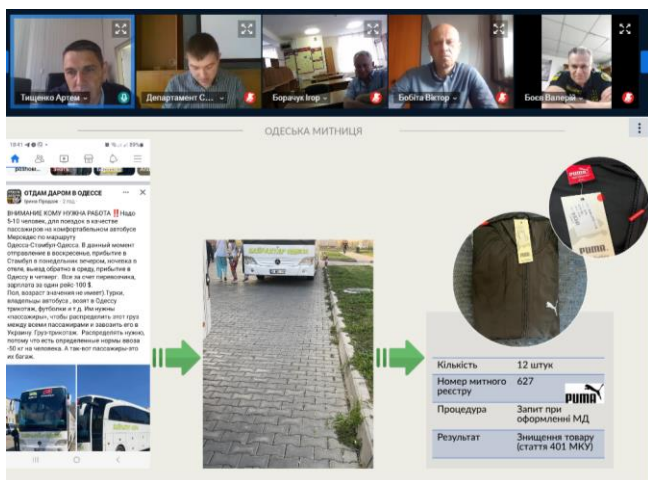 Тищенко Артем
Департамент С...
Борачук Ігор
Бобіта Віктор
Боєв Валерій
ОДЕСЬКА МИТНИЦЯ
ОТДАМ ДАРОМ В ОДЕССЕ
ВНИМАНИЕ КОМУ НУЖНА РАБОТА ‼️Надо
5-10 человек, для поездок в качестве
пассажиров на комфортабельном автобусе
Мерседес по маршруту
Одесса-Стамбул-Одесса. В данный момент
отправление в воскресенье, прибытие в
Стамбул в понедельник вечером, ночевка в
отеле, выезд обратно в среду, прибытие в
Одессу в четверг. Все за счет перевозчика,
зарплата за один рейс 100 $.
Пол, возраст значения не имеет). Турки,
владельцы автобуса, возят в Одессу
трикотаж, футболки и т.д. Им нужны
«пассажиры», чтобы распределить этот груз
между всеми пассажирами и завозить его в
Украину. Груз-трикотаж. Распределять нужно,
потому что есть определенные нормы ввоза
-50 кг на человека. А так-вот пассажиры-это
их багаж.
PUMA
PUMA
Кількість 12 штук
Номер митного реєстру 627
PUMA
Процедура Запит при оформленні МД
Результат Знищення товару (стаття 401 МКУ)